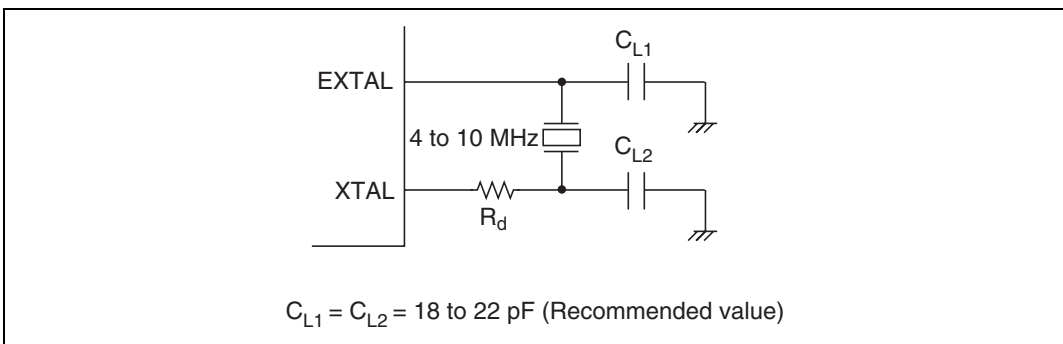 C_L1
EXTAL
4 to 10 MHz
C_L2
XTAL
R_d
C_L1 = C_L2 = 18 to 22 pF (Recommended value)